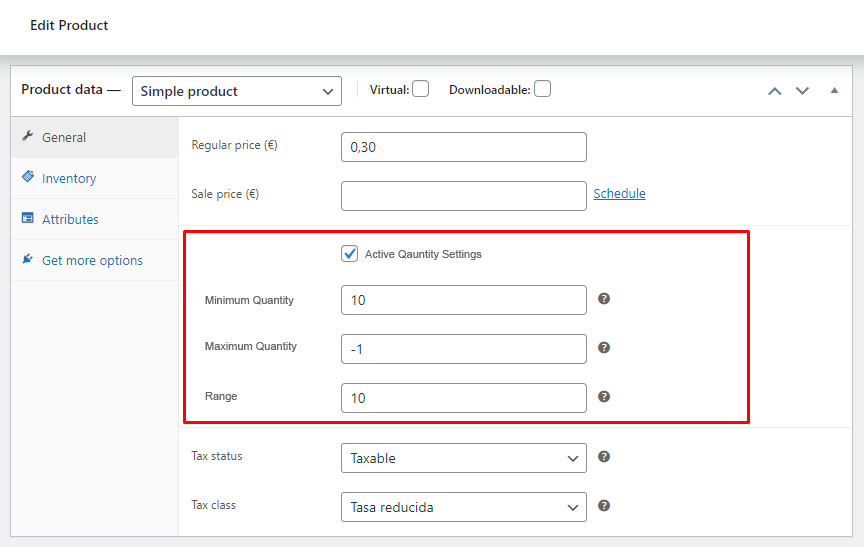 Edit Product
Product data — Simple product Virtual: Downloadable:
General
Inventory
Attributes
Get more options
Regular price (€) 0,30
Sale price (€) Schedule
Active Qauntity Settings
Minimum Quantity 10
Maximum Quantity -1
Range 10
Tax status Taxable
Tax class Tasa reducida